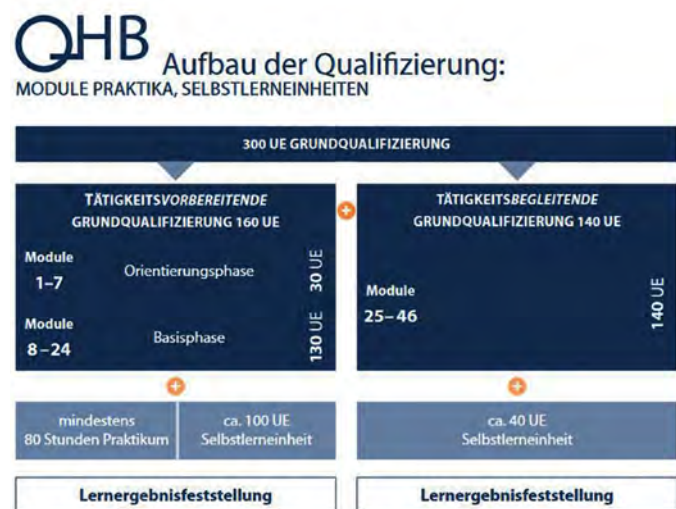 QHB Aufbau der Qualifizierung:
MODULE PRAKTIKA, SELBSTLERNEINHEITEN
300 UE GRUNDQUALIFIZIERUNG
TÄTIGKEITSVORBEREITENDE
GRUNDQUALIFIZIERUNG 160 UE
Module
1–7
Orientierungsphase
30 UE
Module
8–24
Basisphase
130 UE
+
TÄTIGKEITSBEGLEITENDE
GRUNDQUALIFIZIERUNG 140 UE
Module
25–46
140 UE
+
+
mindestens
80 Stunden Praktikum
ca. 100 UE
Selbstlerneinheit
ca. 40 UE
Selbstlerneinheit
Lernergebnisfeststellung
Lernergebnisfeststellung